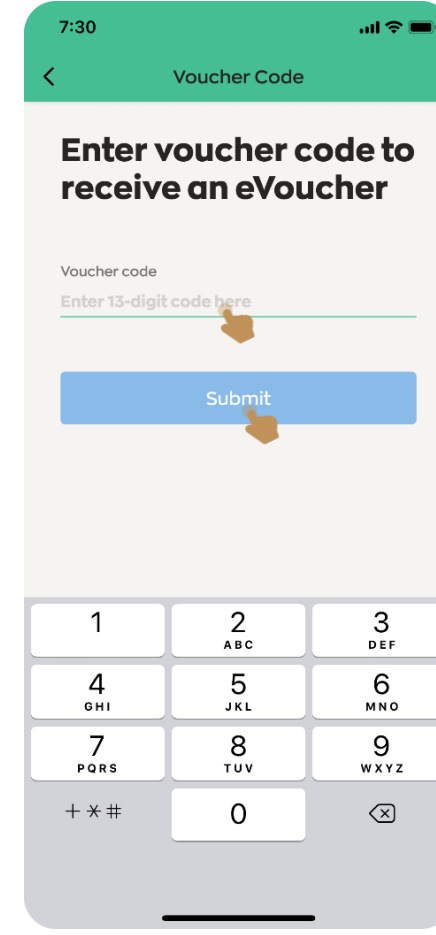 7:30
Voucher Code
Enter voucher code to
receive an eVoucher
Voucher code
Enter 13-digit code here
Submit
1 2 3
ABC DEF
4 5 6
GHI JKL MNO
7 8 9
PQRS TUV WXYZ
+*# 0